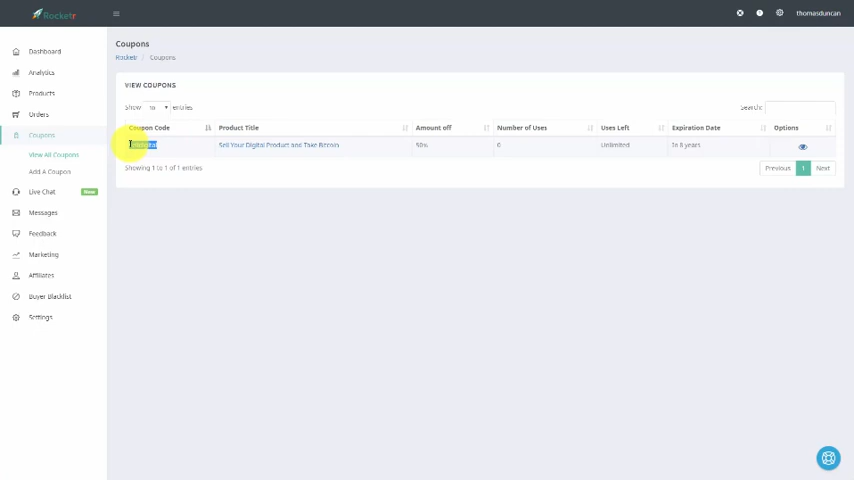 Rocketr
thomasduncan
Dashboard
Analytics
Products
Orders
Coupons
View All Coupons
Add A Coupon
Live Chat New
Messages
Feedback
Marketing
Affiliates
Buyer Blacklist
Settings
Coupons
Rocketr / Coupons
VIEW COUPONS
Show 10 entries
Search:
Coupon Code Product Title Amount off Number of Uses Uses Left Expiration Date Options
Sell Your Digital Product and Take Bitcoin 50% 0 Unlimited In 8 years
Showing 1 to 1 of 1 entries
Previous 1 Next